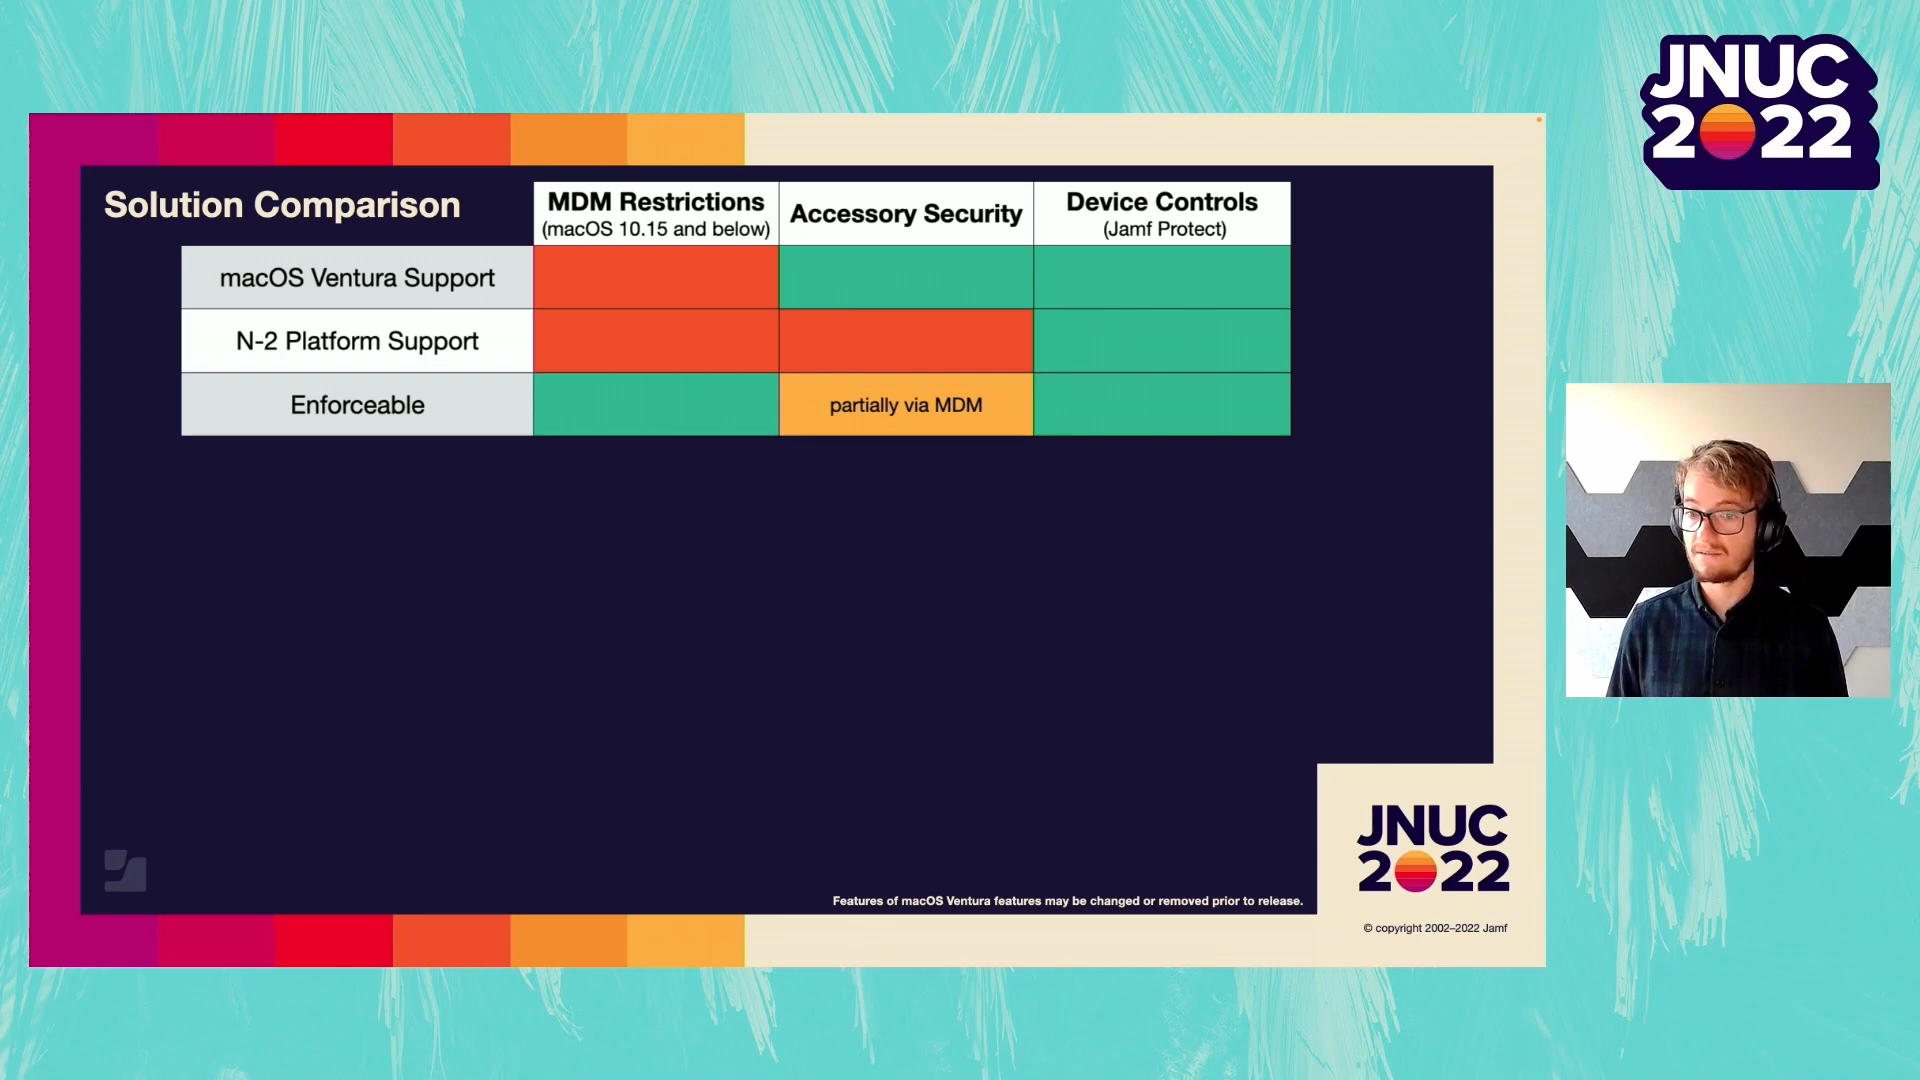 JNUC
2022
Solution Comparison
MDM Restrictions
(macOS 10.15 and below)
Accessory Security
Device Controls
(Jamf Protect)
macOS Ventura Support
N-2 Platform Support
Enforceable
partially via MDM
Features of macOS Ventura features may be changed or removed prior to release.
JNUC
2022
© copyright 2002–2022 Jamf